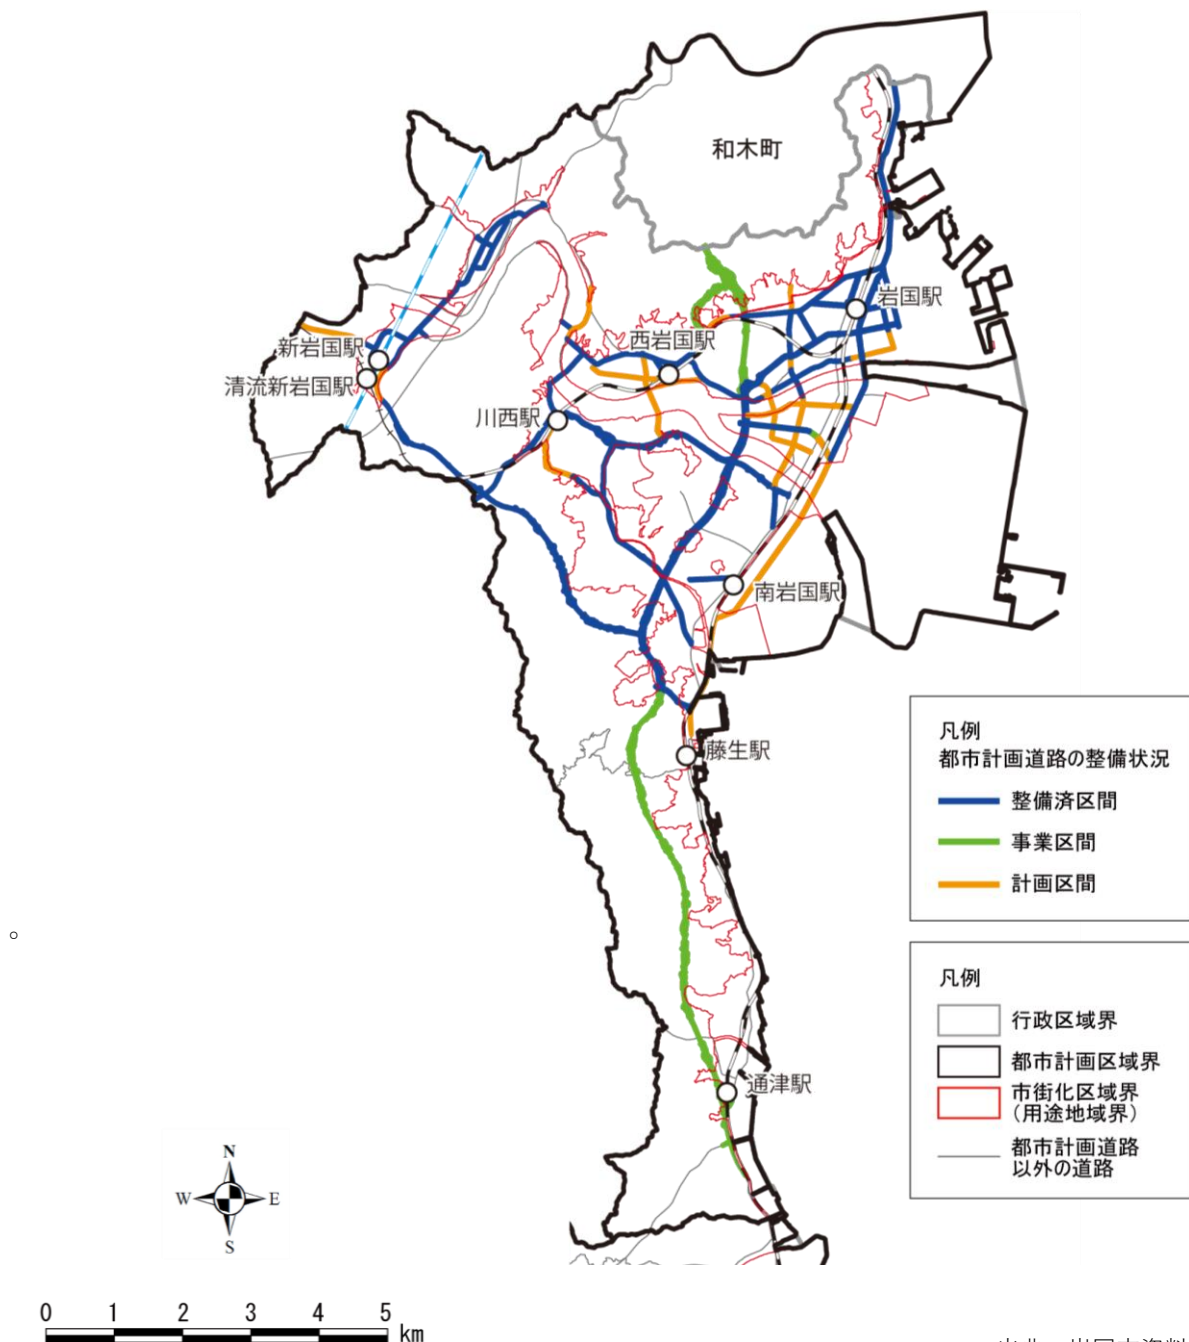 和木町
岩国駅
西岩国駅
新岩国駅
清流新岩国駅
川西駅
南岩国駅
藤生駅
通津駅
凡例
都市計画道路の整備状況
整備済区間
事業区間
計画区間
凡例
行政区域界
都市計画区域界
市街化区域界
(用途地域界)
都市計画道路
以外の道路
。
N
W E
S
0 1 2 3 4 5
km